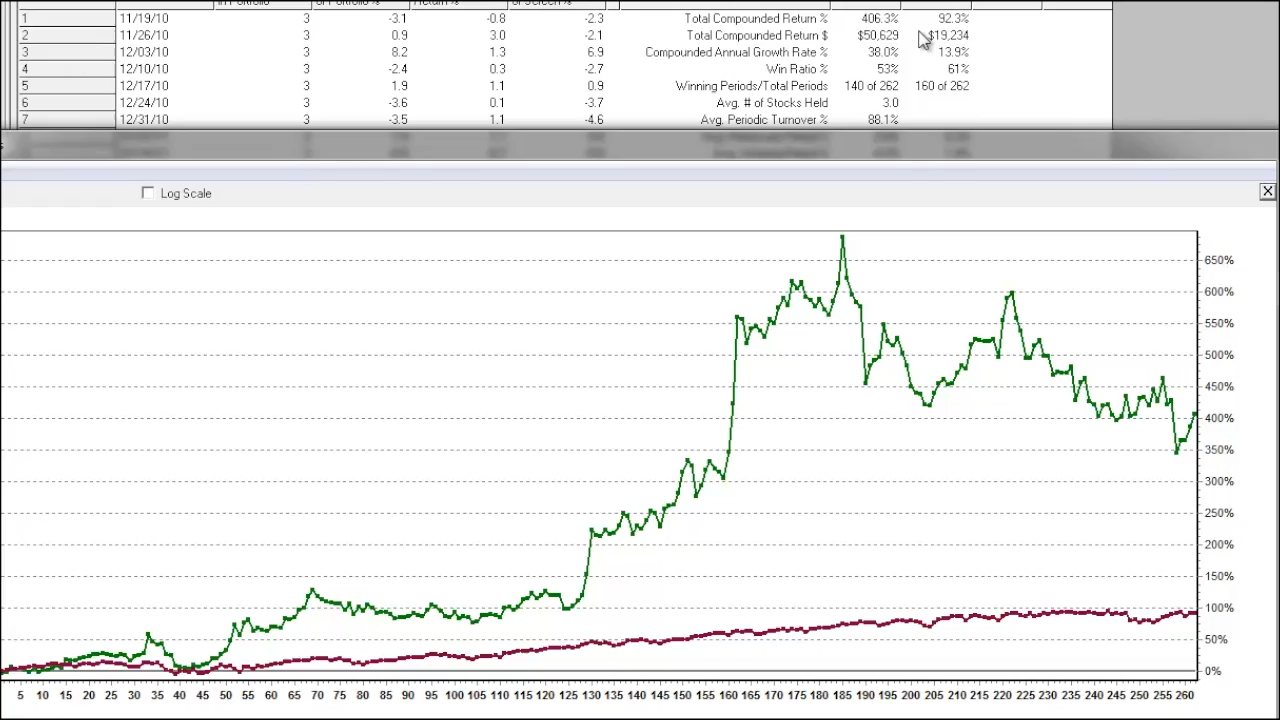 1 11/19/10 3 -3.1 -0.8 -2.3 Total Compounded Return % 406.3% 92.3%
2 11/26/10 3 0.9 3.0 -2.1 Total Compounded Return $ $50,629 $19,234
3 12/03/10 3 8.2 1.3 6.9 Compounded Annual Growth Rate % 38.0% 13.9%
4 12/10/10 3 -2.4 0.3 -2.7 Win Ratio % 53% 61%
5 12/17/10 3 1.9 1.1 0.9 Winning Periods/Total Periods 140 of 262 160 of 262
6 12/24/10 3 -3.6 0.1 -3.7 Avg. # of Stocks Held 3.0
7 12/31/10 3 -3.5 1.1 -4.6 Avg. Periodic Turnover % 88.1%
Log Scale
650%
600%
550%
500%
450%
400%
350%
300%
250%
200%
150%
100%
50%
0%
5 10 15 20 25 30 35 40 45 50 55 60 65 70 75 80 85 90 95 100 105 110 115 120 125 130 135 140 145 150 155 160 165 170 175 180 185 190 195 200 205 210 215 220 225 230 235 240 245 250 255 260